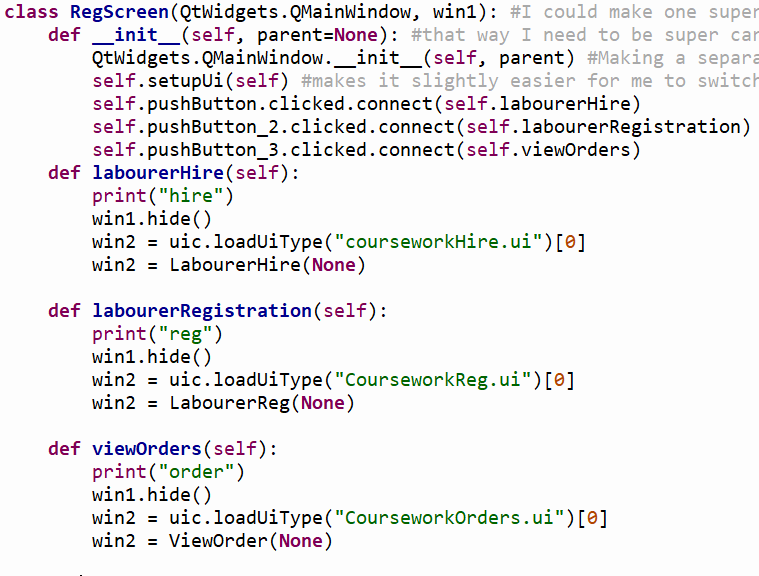 class RegScreen(QtWidgets.QMainWindow, win1): #I could make one super
    def __init__(self, parent=None): #that way I need to be super car
        QtWidgets.QMainWindow.__init__(self, parent) #Making a separa
        self.setupUi(self) #makes it slightly easier for me to switch
        self.pushButton.clicked.connect(self.labourerHire)
        self.pushButton_2.clicked.connect(self.labourerRegistration)
        self.pushButton_3.clicked.connect(self.viewOrders)
    def labourerHire(self):
        print("hire")
        win1.hide()
        win2 = uic.loadUiType("courseworkHire.ui")[0]
        win2 = LabourerHire(None)
    def labourerRegistration(self):
        print("reg")
        win1.hide()
        win2 = uic.loadUiType("CourseworkReg.ui")[0]
        win2 = LabourerReg(None)
    def viewOrders(self):
        print("order")
        win1.hide()
        win2 = uic.loadUiType("CourseworkOrders.ui")[0]
        win2 = ViewOrder(None)